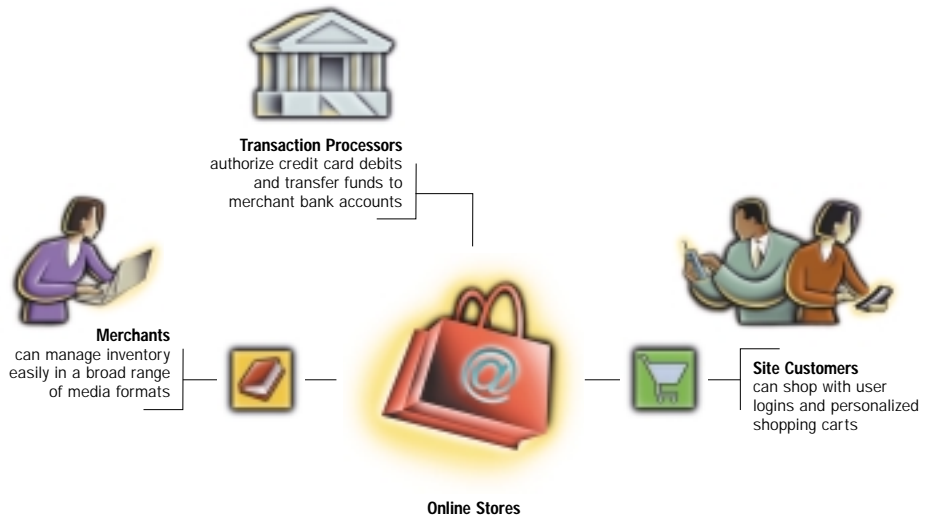 Transaction Processors
authorize credit card debits
and transfer funds to
merchant bank accounts
Merchants
can manage inventory
easily in a broad range
of media formats
@
Site Customers
can shop with user
logins and personalized
shopping carts
Online Stores